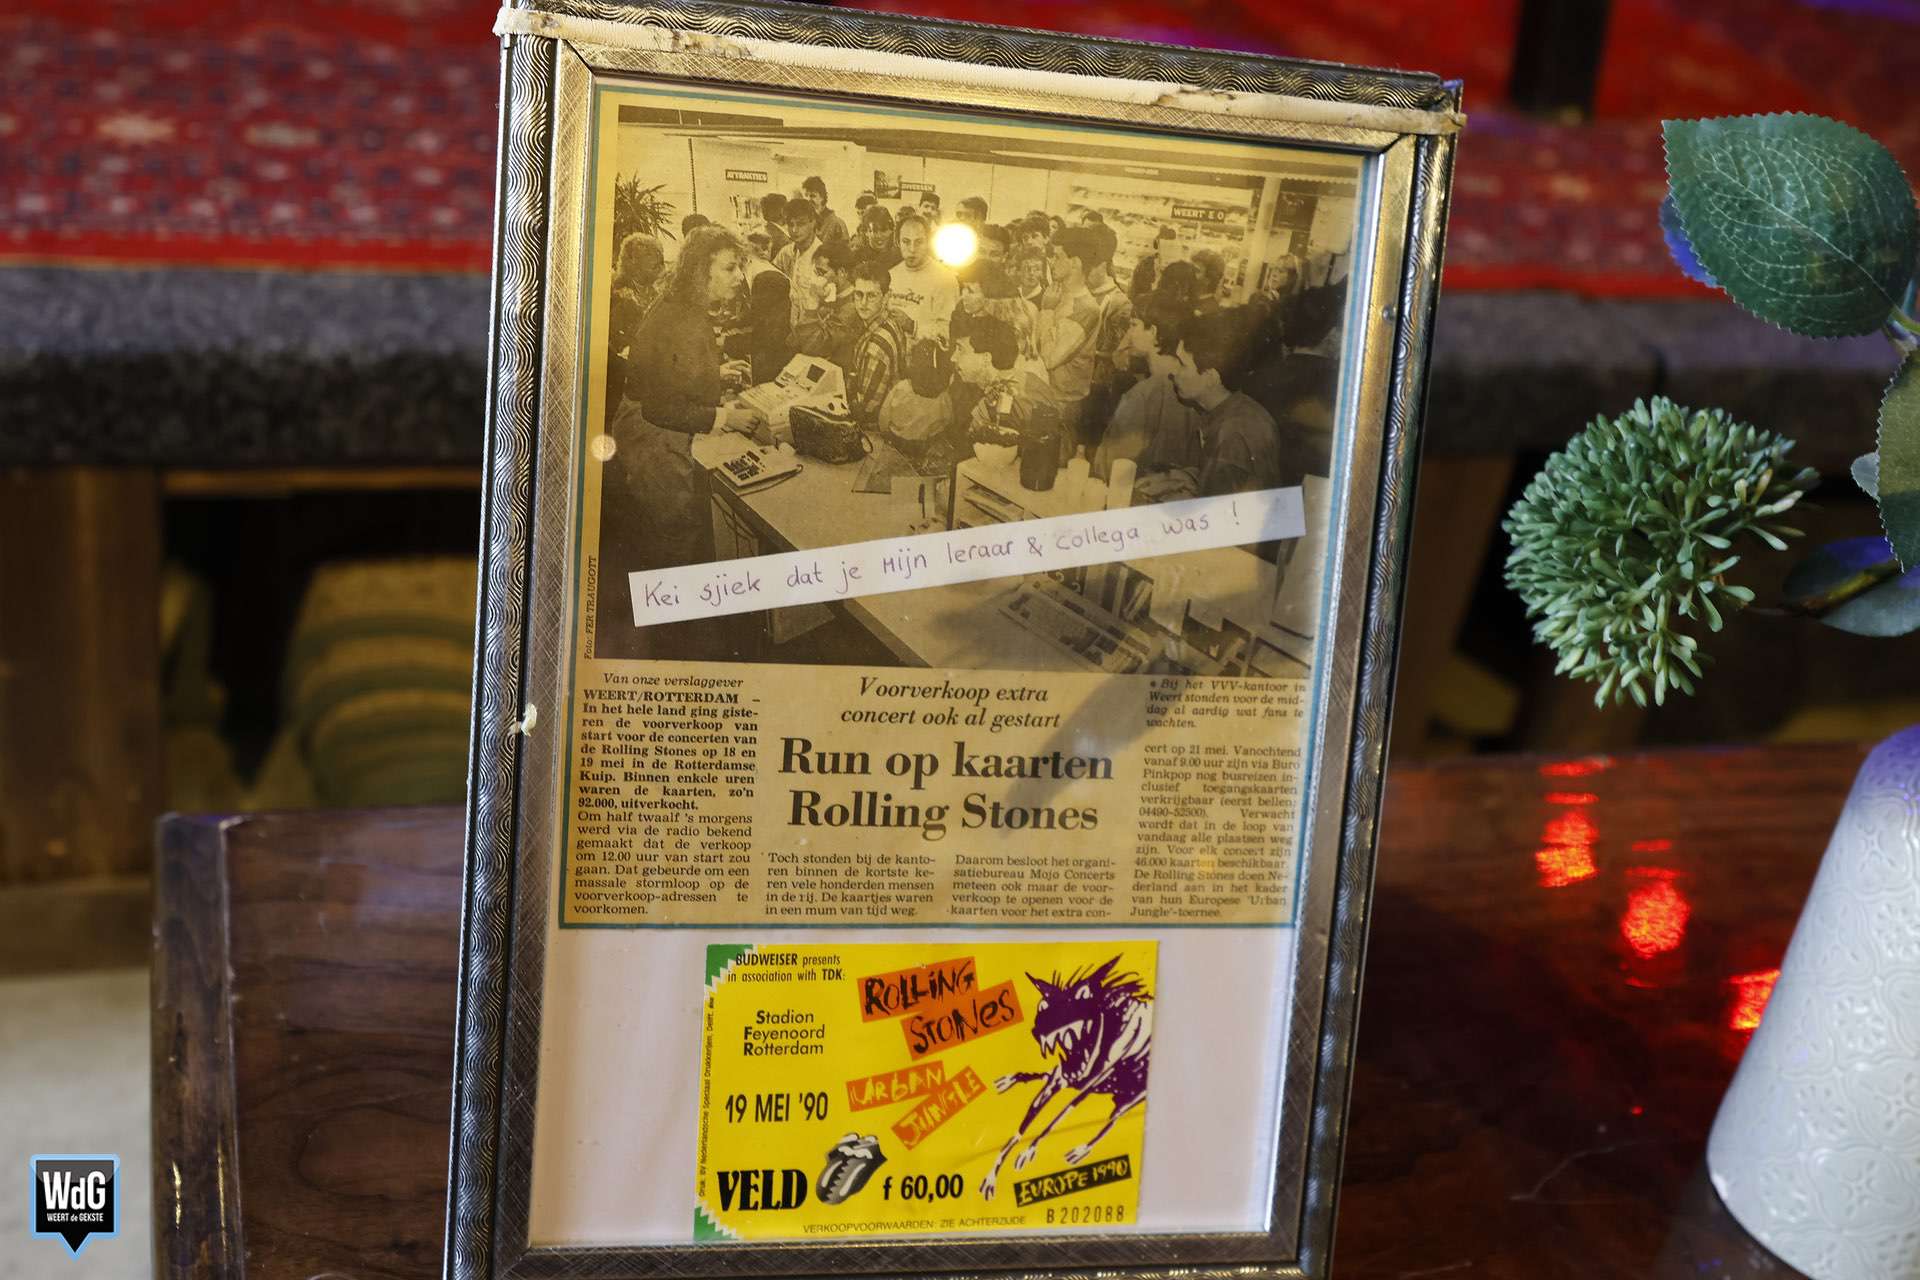 ATTRAKTIES
DIVERSEN
WEERT E O
Foto: FER TRAUGOTT
Kei sjiek dat je Mijn leraar & collega was !
Van onze verslaggever
WEERT/ROTTERDAM –
In het hele land ging giste-
ren de voorverkoop van
start voor de concerten van
de Rolling Stones op 18 en
19 mei in de Rotterdamse
Kuip. Binnen enkele uren
waren de kaarten, zo'n
92.000, uitverkocht.
Om half twaalf 's morgens
werd via de radio bekend
gemaakt dat de verkoop
om 12.00 uur van start zou
gaan. Dat gebeurde om een
massale stormloop op de
voorverkoop-adressen te
voorkomen.
Voorverkoop extra
concert ook al gestart
Run op kaarten
Rolling Stones
Toch stonden bij de kanto-
ren binnen de kortste ke-
ren vele honderden mensen
in de rij. De kaartjes waren
in een mum van tijd weg.
Daarom besloot het organi-
satiebureau Mojo Concerts
meteen ook maar de voor-
verkoop te openen voor de
kaarten voor het extra con-
• Bij het VVV-kantoor in
Weert stonden voor de mid-
dag al aardig wat fans te
wachten.
cert op 21 mei. Vanochtend
vanaf 9.00 uur zijn via Buro
Pinkpop nog busreizen in-
clusief toegangskaarten
verkrijgbaar (eerst bellen:
04490-52500). Verwacht
wordt dat in de loop van
vandaag alle plaatsen weg
zijn. Voor elk concert zijn
46.000 kaarten beschikbaar.
De Rolling Stones doen Ne-
derland aan in het kader
van hun Europese 'Urban
Jungle'-toernee.
BUDWEISER presents
in association with TDK:
ROLLING
STONES
Stadion
Feyenoord
Rotterdam
URBAN
JUNGLE
19 MEI '90
VELD
f 60,00
EUROPE 1990
B202088
VERKOOPVOORWAARDEN: ZIE ACHTERZIJDE
Druk: BV Nederlandsche Speciaal Drukkerijen, Delft.
WdG
WEERT de GEKSTE